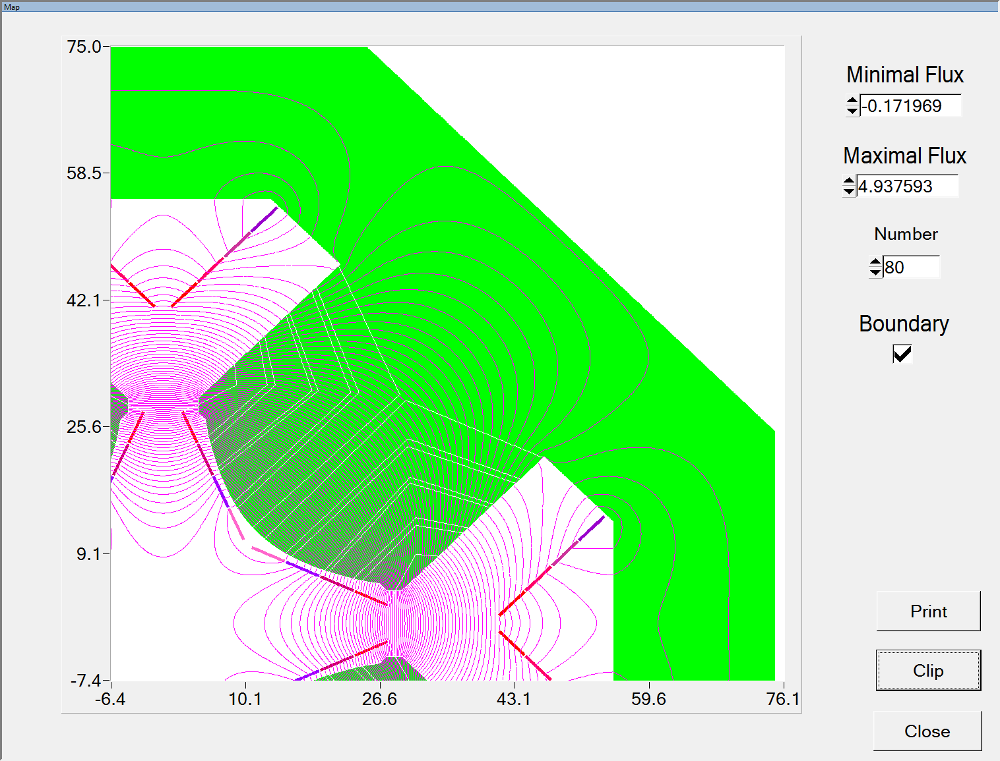 Map
75.0
58.5
42.1
25.6
9.1
-7.4
-6.4 10.1 26.6 43.1 59.6 76.1
Minimal Flux
-0.171969
Maximal Flux
4.937593
Number
80
Boundary
Print
Clip
Close